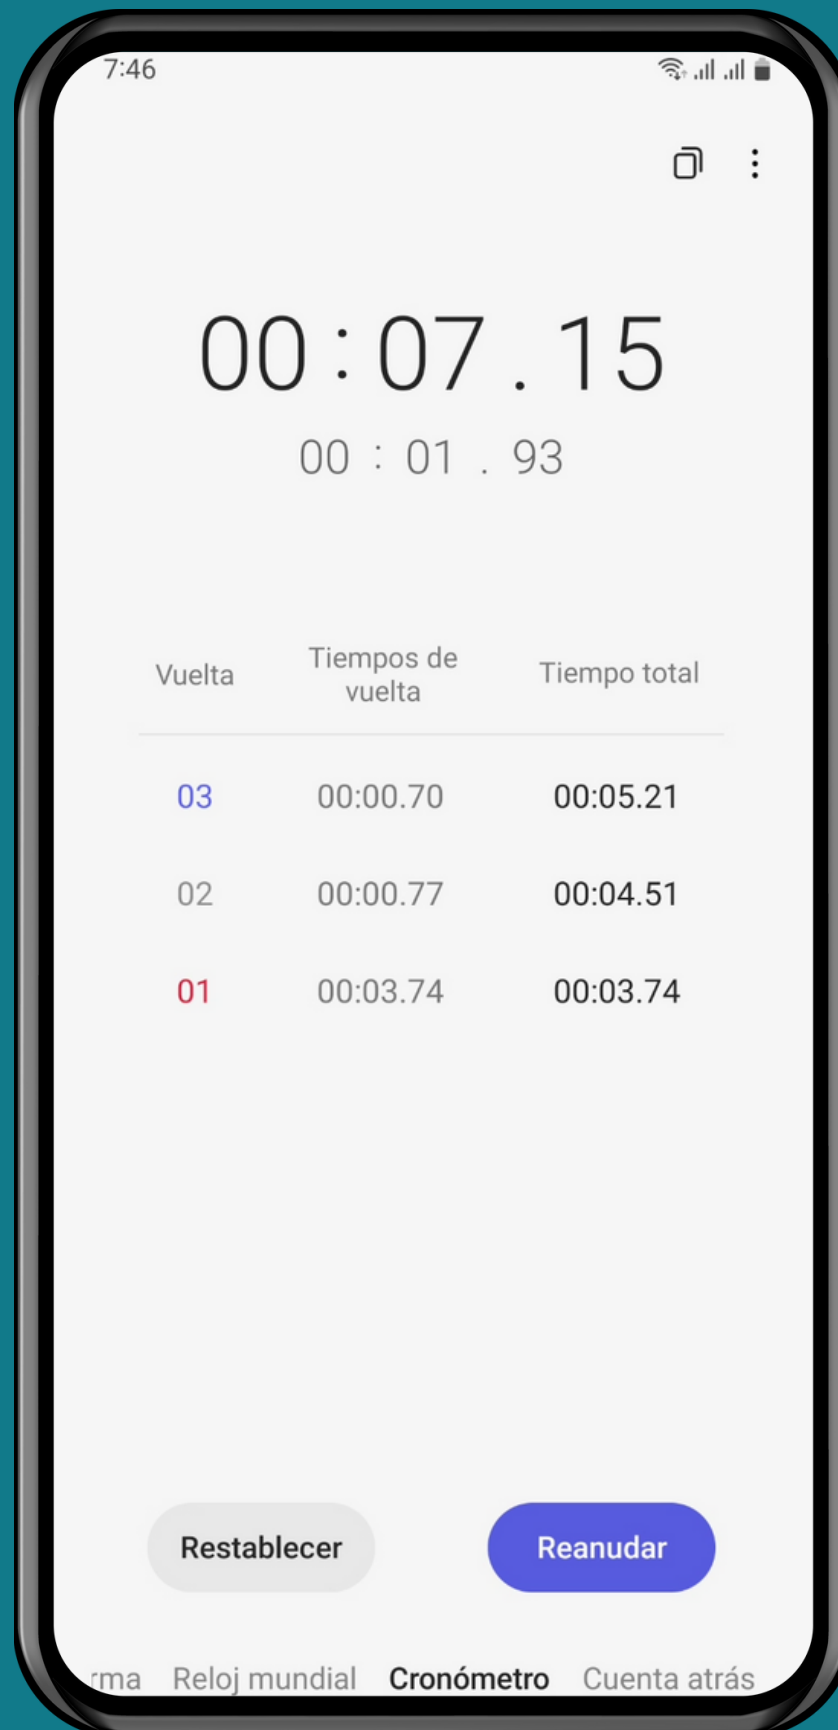 7:46
00 : 07 . 15
00 : 01 . 93
Vuelta Tiempos de vuelta Tiempo total
03 00:00.70 00:05.21
02 00:00.77 00:04.51
01 00:03.74 00:03.74
Restablecer Reanudar
rma Reloj mundial Cronómetro Cuenta atrás